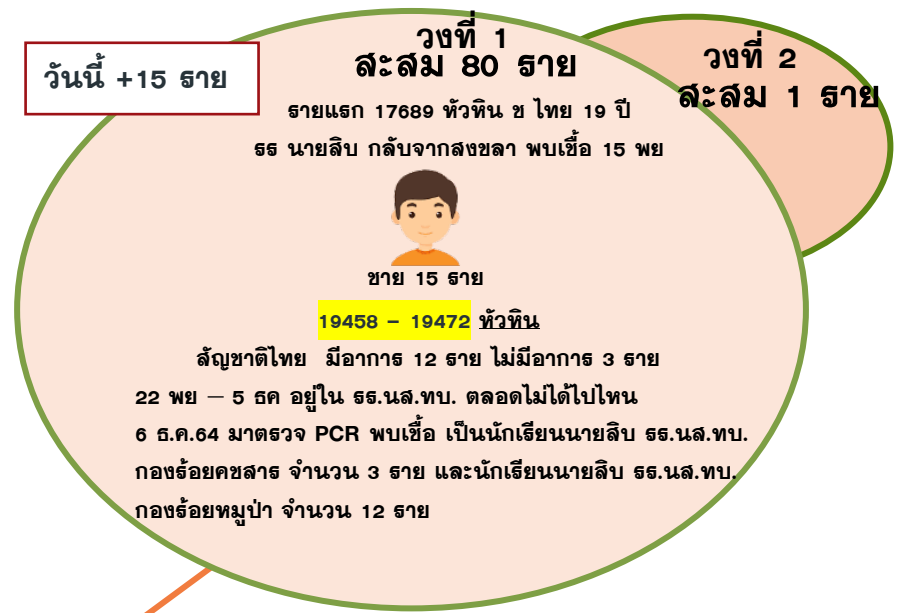 วันนี้ +15 ราย
วงที่ 1
สะสม 80 ราย
วงที่ 2
สะสม 1 ราย
รายแรก 17689 หัวหิน ช ไทย 19 ปี
รร นายสิบ กลับจากสงขลา พบเชื้อ 15 พย
ชาย 15 ราย
19458 – 19472 หัวหิน
สัญชาติไทย มีอาการ 12 ราย ไม่มีอาการ 3 ราย
22 พย – 5 ธค อยู่ใน รร.นส.ทบ. ตลอดไม่ได้ไปไหน
6 ธ.ค.64 มาตรวจ PCR พบเชื้อ เป็นนักเรียนนายสิบ รร.นส.ทบ.
กองร้อยคชสาร จำนวน 3 ราย และนักเรียนนายสิบ รร.นส.ทบ.
กองร้อยหมูป่า จำนวน 12 ราย